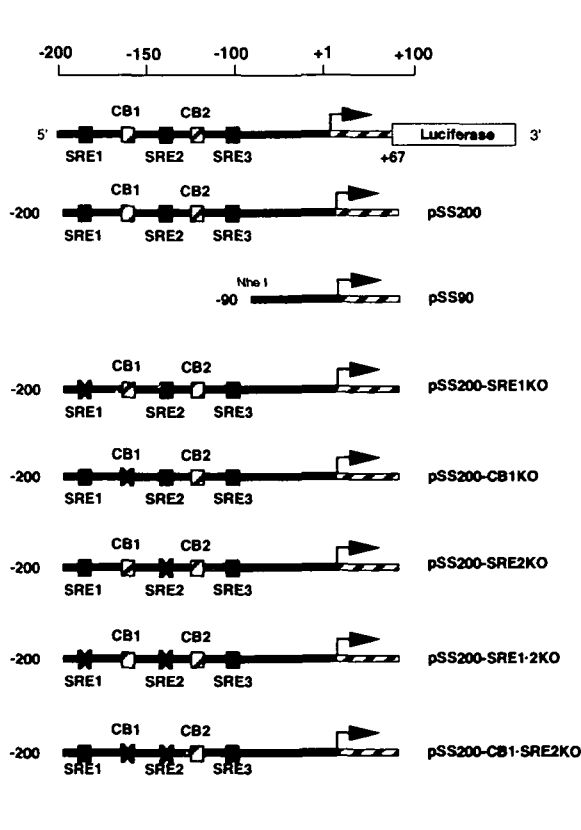 -200 -150 -100 +1 +100
CB1 CB2
5' Luciferase 3'
SRE1 SRE2 SRE3 +67
CB1 CB2
-200 pSS200
SRE1 SRE2 SRE3
Nhe I
-90 pSS90
CB1 CB2
-200 pSS200-SRE1KO
SRE1 SRE2 SRE3
CB1 CB2
-200 pSS200-CB1KO
SRE1 SRE2 SRE3
CB1 CB2
-200 pSS200-SRE2KO
SRE1 SRE2 SRE3
CB1 CB2
-200 pSS200-SRE1·2KO
SRE1 SRE2 SRE3
CB1 CB2
-200 pSS200-CB1·SRE2KO
SRE1 SRE2 SRE3